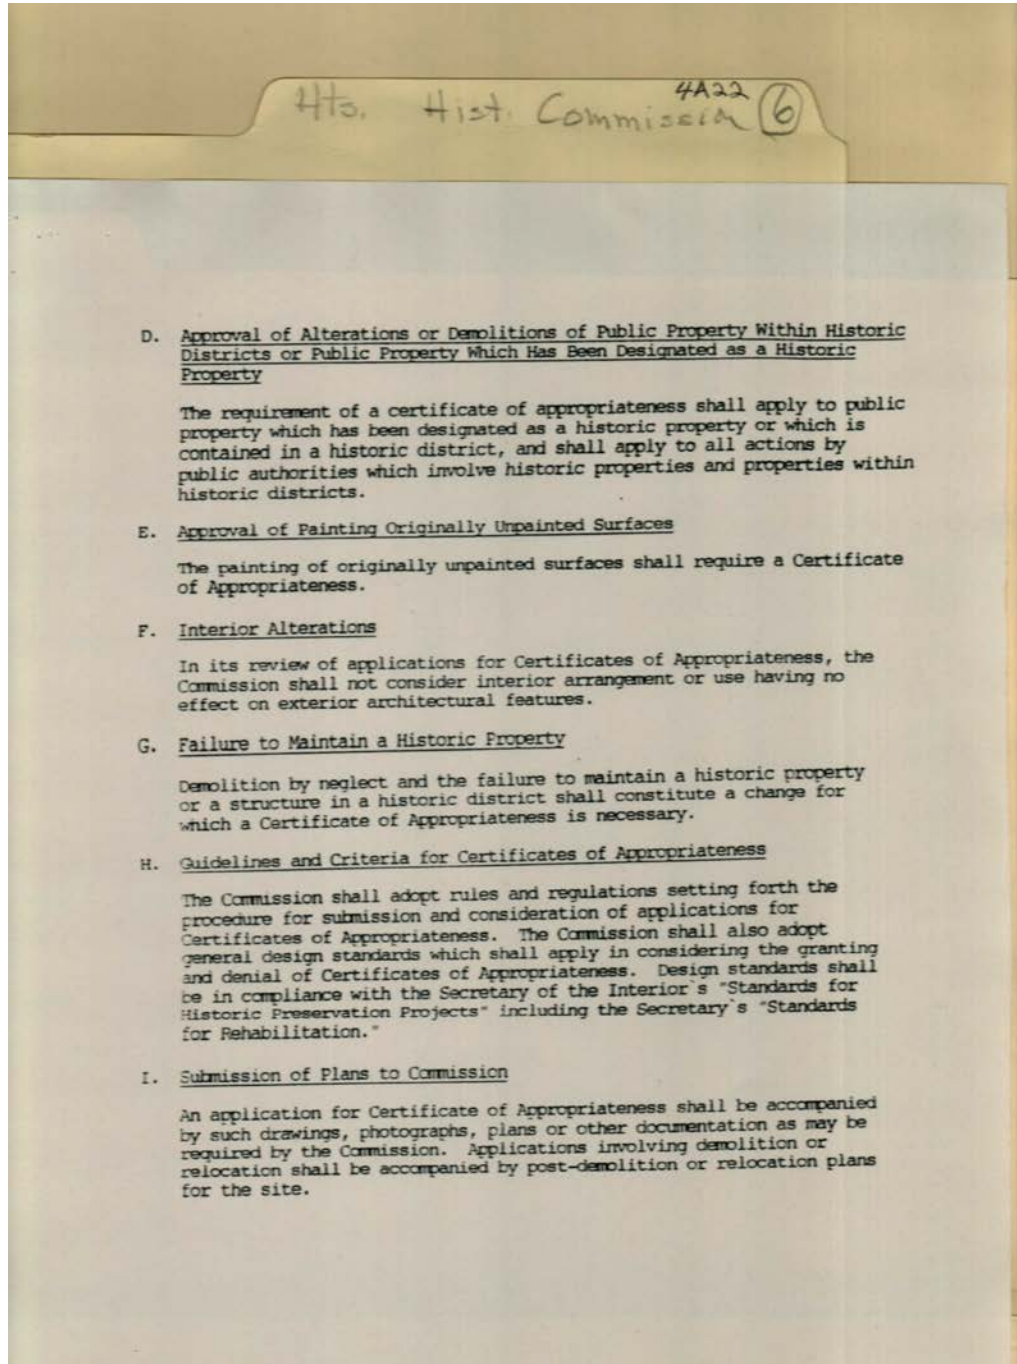 4A22
Hts. Hist. Commission 6
D. Approval of Alterations or Demolitions of Public Property Within Historic
Districts or Public Property Which Has Been Designated as a Historic
Property
The requirement of a certificate of appropriateness shall apply to public
property which has been designated as a historic property or which is
contained in a historic district, and shall apply to all actions by
public authorities which involve historic properties and properties within
historic districts.
E. Approval of Painting Originally Unpainted Surfaces
The painting of originally unpainted surfaces shall require a Certificate
of Appropriateness.
F. Interior Alterations
In its review of applications for Certificates of Appropriateness, the
Commission shall not consider interior arrangement or use having no
effect on exterior architectural features.
G. Failure to Maintain a Historic Property
Demolition by neglect and the failure to maintain a historic property
or a structure in a historic district shall constitute a change for
which a Certificate of Appropriateness is necessary.
H. Guidelines and Criteria for Certificates of Appropriateness
The Commission shall adopt rules and regulations setting forth the
procedure for submission and consideration of applications for
Certificates of Appropriateness. The Commission shall also adopt
general design standards which shall apply in considering the granting
and denial of Certificates of Appropriateness. Design standards shall
be in compliance with the Secretary of the Interior`s "Standards for
Historic Preservation Projects" including the Secretary`s "Standards
for Rehabilitation."
I. Submission of Plans to Commission
An application for Certificate of Appropriateness shall be accompanied
by such drawings, photographs, plans or other documentation as may be
required by the Commission. Applications involving demolition or
relocation shall be accompanied by post-demolition or relocation plans
for the site.